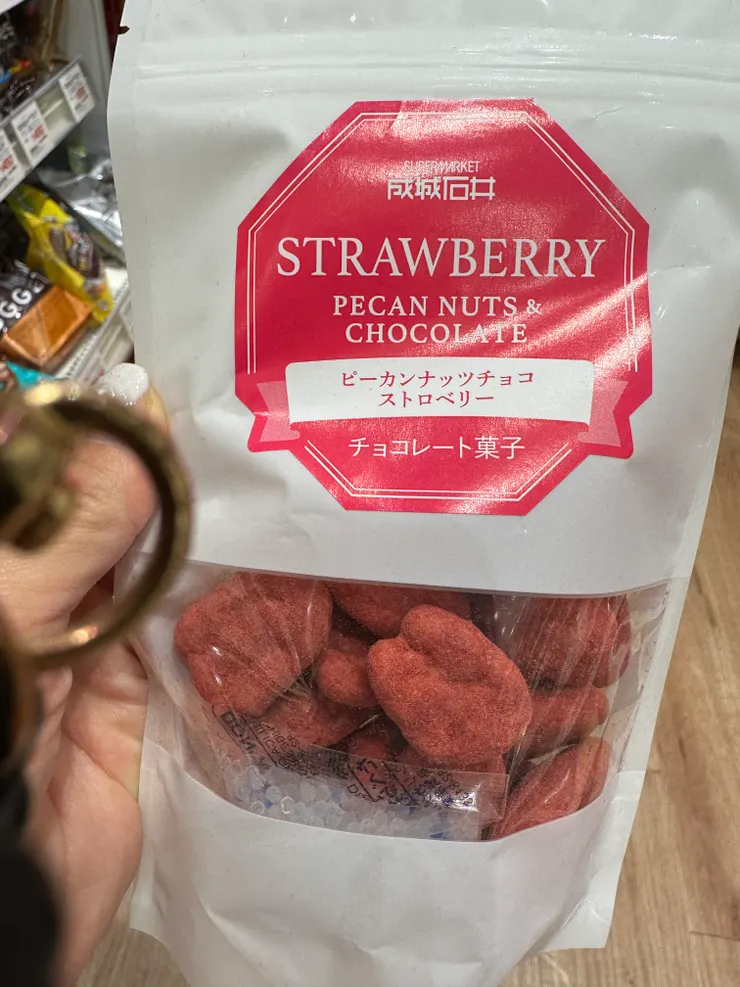 SUPERMARKET
成城石井
STRAWBERRY
PECAN NUTS &
CHOCOLATE
ピーカンナッツチョコ
ストロベリー
チョコレート菓子